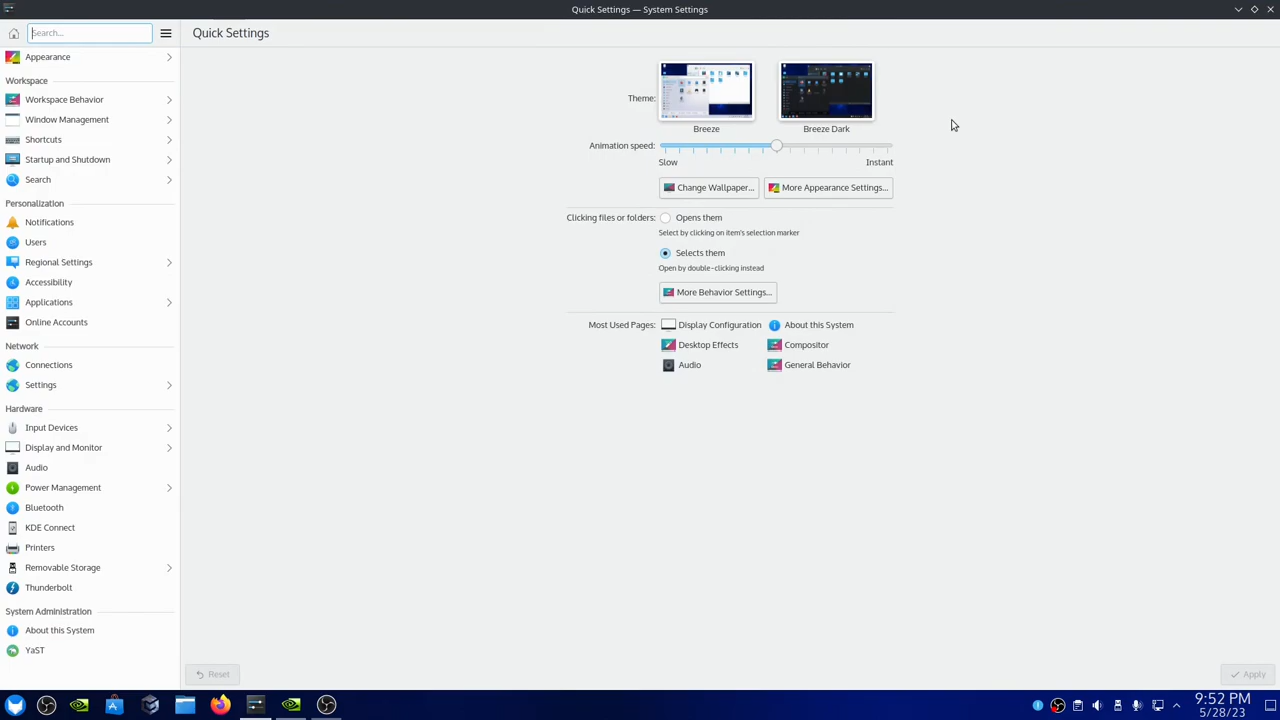 Quick Settings — System Settings
Search...
Quick Settings
Appearance
Workspace
Workspace Behavior
Window Management
Shortcuts
Startup and Shutdown
Search
Personalization
Notifications
Users
Regional Settings
Accessibility
Applications
Online Accounts
Network
Connections
Settings
Hardware
Input Devices
Display and Monitor
Audio
Power Management
Bluetooth
KDE Connect
Printers
Removable Storage
Thunderbolt
System Administration
About this System
YaST
Theme:
Breeze
Breeze Dark
Animation speed:
Slow
Instant
Change Wallpaper...
More Appearance Settings...
Clicking files or folders:
Opens them
Select by clicking on item's selection marker
Selects them
Open by double-clicking instead
More Behavior Settings...
Most Used Pages:
Display Configuration
About this System
Desktop Effects
Compositor
Audio
General Behavior
Reset
Apply
9:52 PM
5/28/23